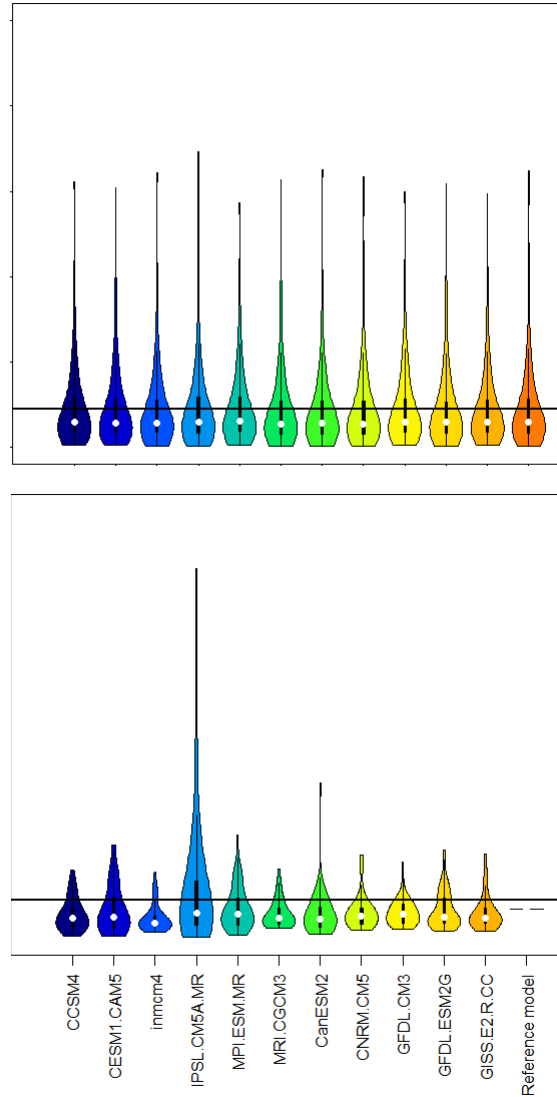 CCSM4
CESM1.CAM5
inmcm4
IPSL.CM5A.MR
MPI.ESM.MR
MRI.CGCM3
CanESM2
CNRM.CM5
GFDL.CM3
GFDL.ESM2G
GISS.E2.R.CC
Reference model